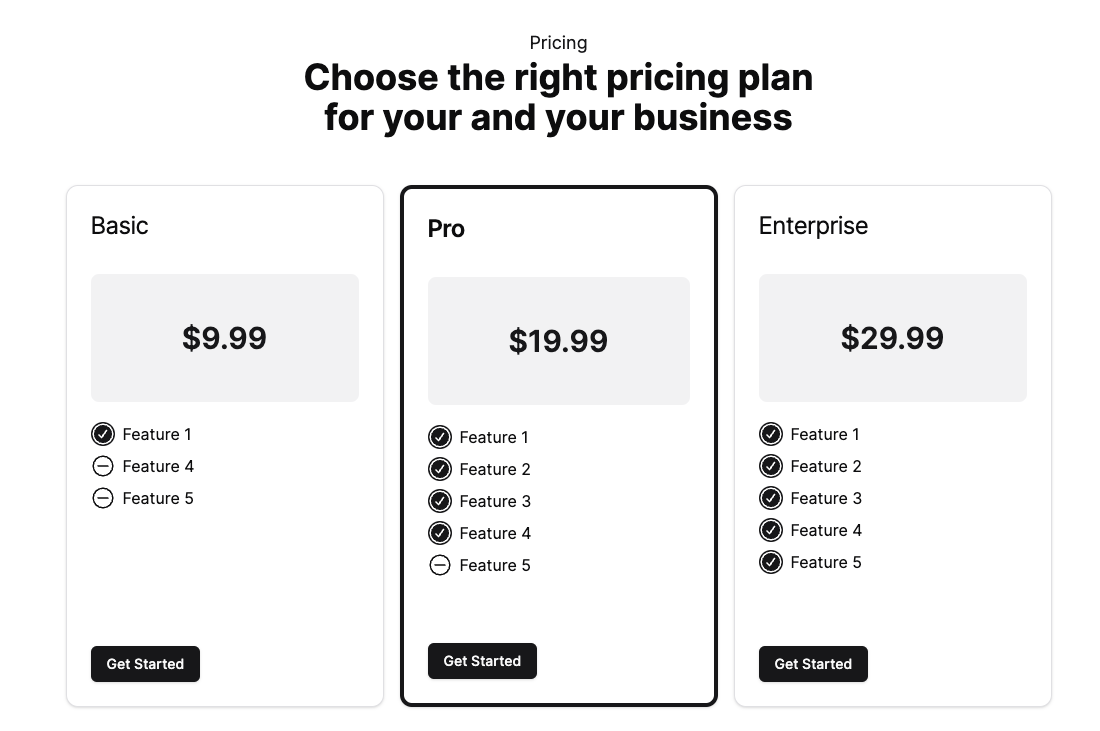 Pricing
Choose the right pricing plan
for your and your business
Basic
$9.99
Feature 1
Feature 4
Feature 5
Get Started
Pro
$19.99
Feature 1
Feature 2
Feature 3
Feature 4
Feature 5
Get Started
Enterprise
$29.99
Feature 1
Feature 2
Feature 3
Feature 4
Feature 5
Get Started